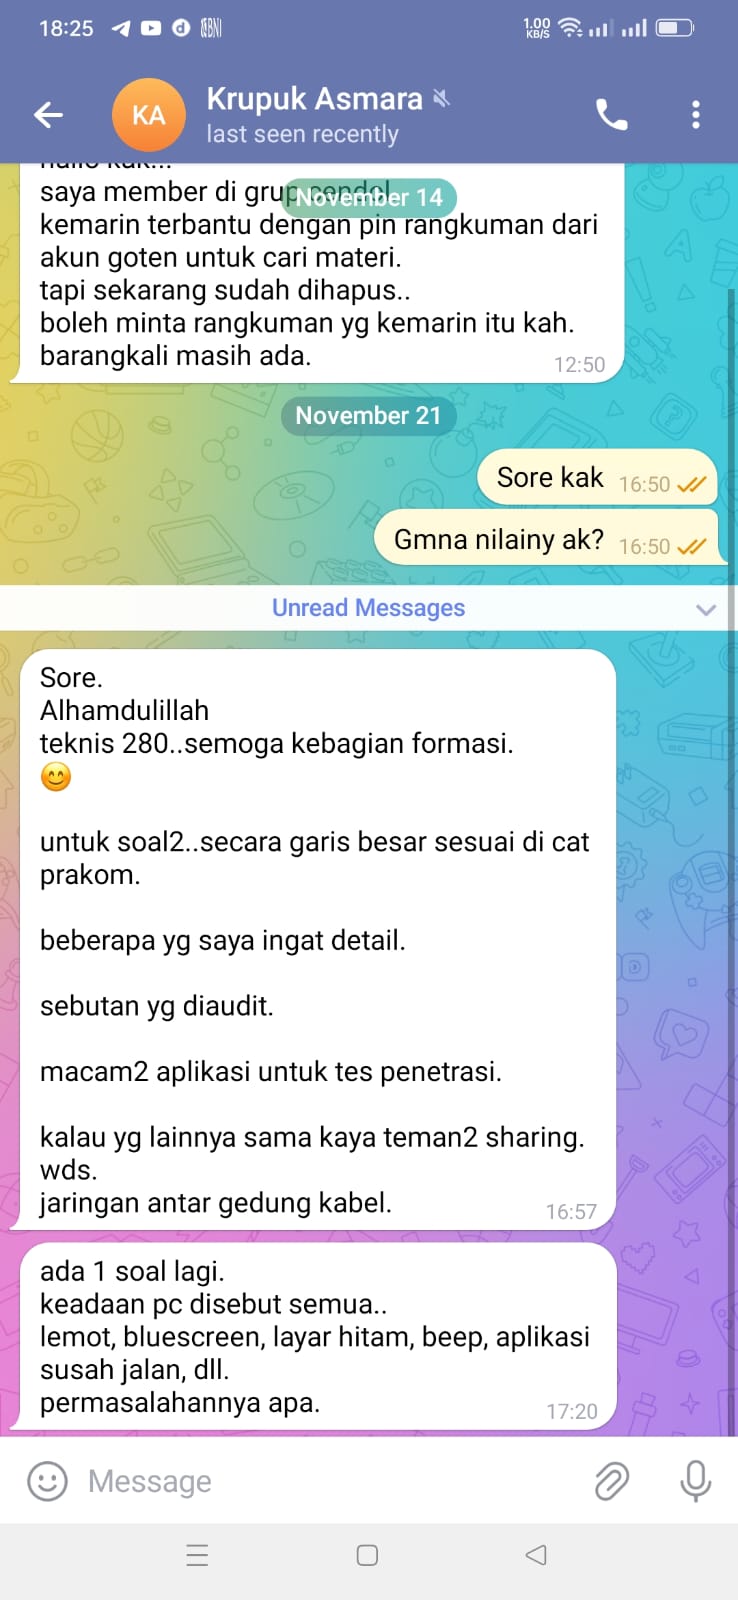 18:25
BNI
1.00
KB/S
KA
Krupuk Asmara
last seen recently
saya member di grup cendol
November 14
kemarin terbantu dengan pin rangkuman dari
akun goten untuk cari materi.
tapi sekarang sudah dihapus..
boleh minta rangkuman yg kemarin itu kah.
barangkali masih ada.
12:50
November 21
Sore kak 16:50
Gmna nilainy ak? 16:50
Unread Messages
Sore.
Alhamdulillah
teknis 280..semoga kebagian formasi.
😊
untuk soal2..secara garis besar sesuai di cat
prakom.
beberapa yg saya ingat detail.
sebutan yg diaudit.
macam2 aplikasi untuk tes penetrasi.
kalau yg lainnya sama kaya teman2 sharing.
wds.
jaringan antar gedung kabel.
16:57
ada 1 soal lagi.
keadaan pc disebut semua..
lemot, bluescreen, layar hitam, beep, aplikasi
susah jalan, dll.
permasalahannya apa.
17:20
Message